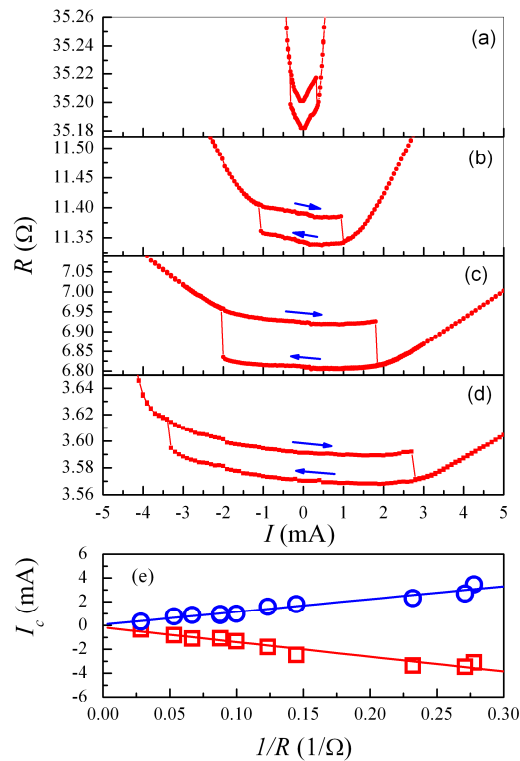 35.26
35.24
35.22
35.20
35.18
(a)
11.50
11.45
11.40
11.35
(b)
7.05
7.00
6.95
6.90
6.85
6.80
(c)
3.64
3.62
3.60
3.58
3.56
(d)
R (Ω)
-5 -4 -3 -2 -1 0 1 2 3 4 5
I (mA)
(e)
6
4
2
0
-2
-4
-6
I_c (mA)
0.00 0.05 0.10 0.15 0.20 0.25 0.30
1/R (1/Ω)